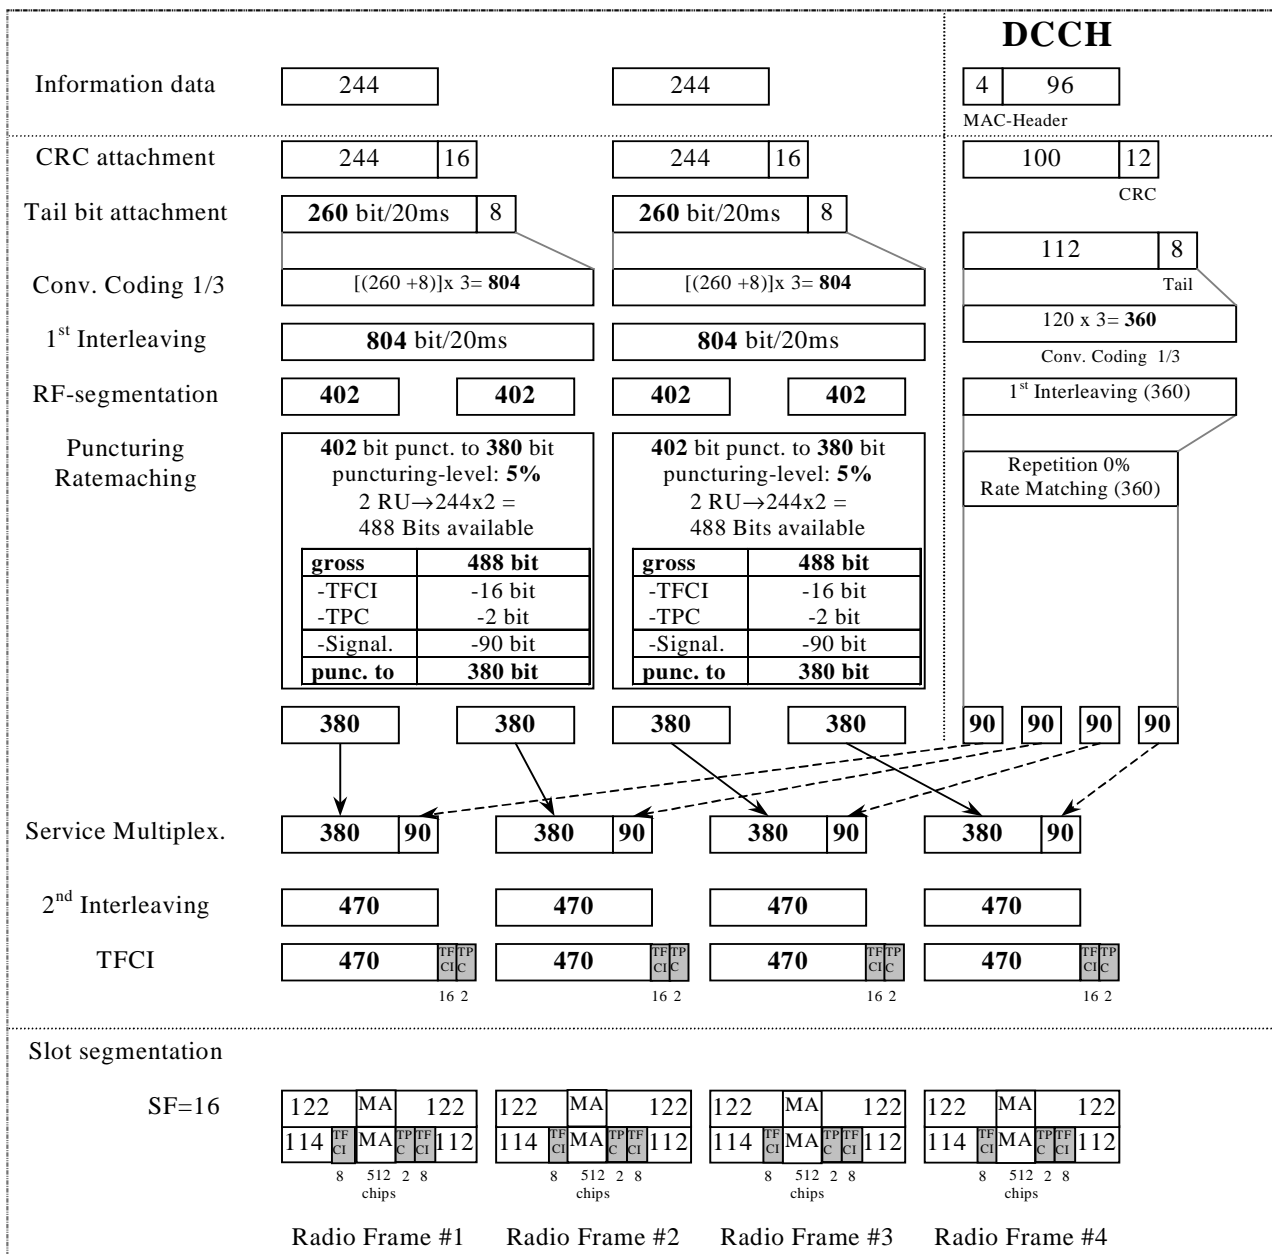 DCCH
Information data 244 244 4 96
MAC-Header
CRC attachment 244 16 244 16 100 12
CRC
Tail bit attachment 260 bit/20ms 8 260 bit/20ms 8
112 8
Tail
Conv. Coding 1/3 [(260 +8)]x 3= 804 [(260 +8)]x 3= 804
120 x 3= 360
Conv. Coding 1/3
1st Interleaving 804 bit/20ms 804 bit/20ms
RF-segmentation 402 402 402 402 1st Interleaving (360)
Puncturing
Ratemaching
402 bit punct. to 380 bit
puncturing-level: 5%
2 RU→244x2 =
488 Bits available
gross 488 bit
-TFCI -16 bit
-TPC -2 bit
-Signal. -90 bit
punc. to 380 bit
402 bit punct. to 380 bit
puncturing-level: 5%
2 RU→244x2 =
488 Bits available
gross 488 bit
-TFCI -16 bit
-TPC -2 bit
-Signal. -90 bit
punc. to 380 bit
Repetition 0%
Rate Matching (360)
380 380 380 380 90 90 90 90
Service Multiplex. 380 90 380 90 380 90 380 90
2nd Interleaving 470 470 470 470
TFCI 470 TF CI TP C 470 TF CI TP C 470 TF CI TP C 470 TF CI TP C
16 2 16 2 16 2 16 2
Slot segmentation
SF=16 122 MA 122 122 MA 122 122 MA 122 122 MA 122
114 TF CI MA TP C TF CI 112 114 TF CI MA TP C TF CI 112 114 TF CI MA TP C TF CI 112 114 TF CI MA TP C TF CI 112
8 512 2 8 8 512 2 8 8 512 2 8 8 512 2 8
chips chips chips chips
Radio Frame #1 Radio Frame #2 Radio Frame #3 Radio Frame #4